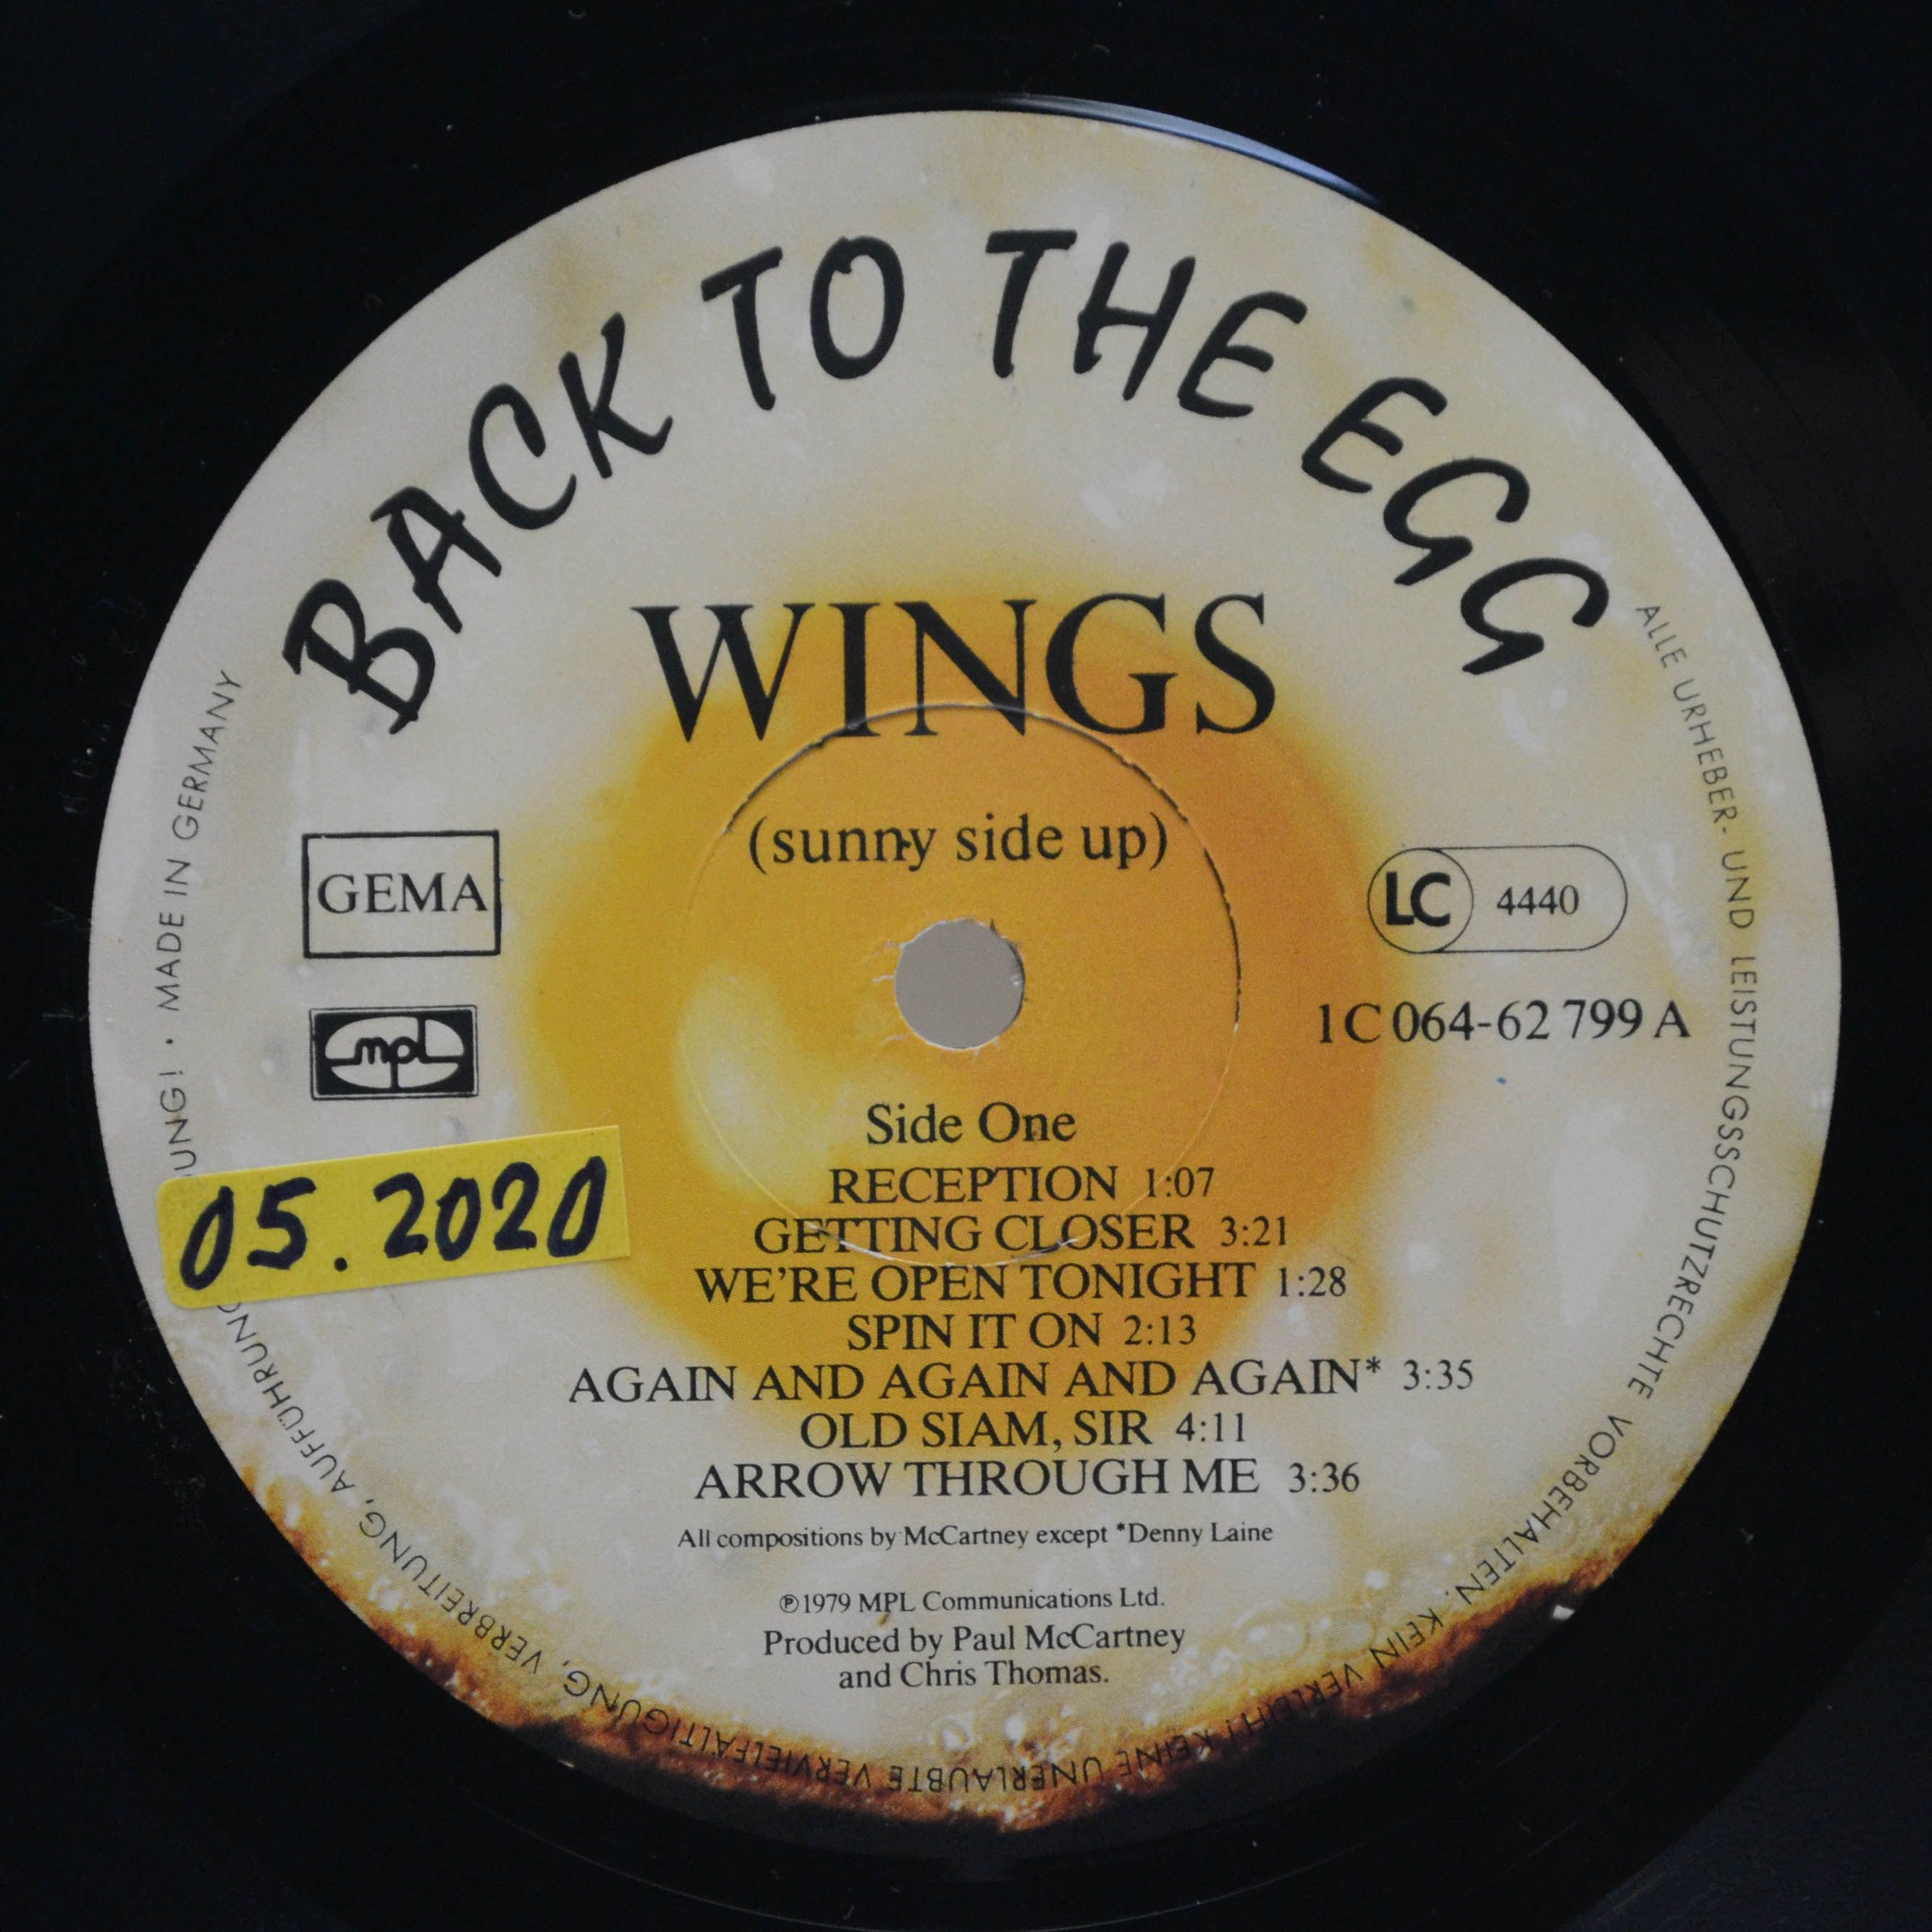 BACK TO THE EGG
WINGS
(sunny side up)
GEMA
mpl
LC 4440
1C 064-62 799 A
05.2020
Side One
RECEPTION 1:07
GETTING CLOSER 3:21
WE'RE OPEN TONIGHT 1:28
SPIN IT ON 2:13
AGAIN AND AGAIN AND AGAIN* 3:35
OLD SIAM, SIR 4:11
ARROW THROUGH ME 3:36
All compositions by McCartney except *Denny Laine
℗1979 MPL Communications Ltd.
Produced by Paul McCartney
and Chris Thomas.
ALLE URHEBER- UND LEISTUNGSSCHUTZRECHTE VORBEHALTEN. KEIN VERLEIH! KEINE UNERLAUBTE VERVIELFÄLTIGUNG, VERBREITUNG, AUFFÜHRUNG, · MADE IN GERMANY